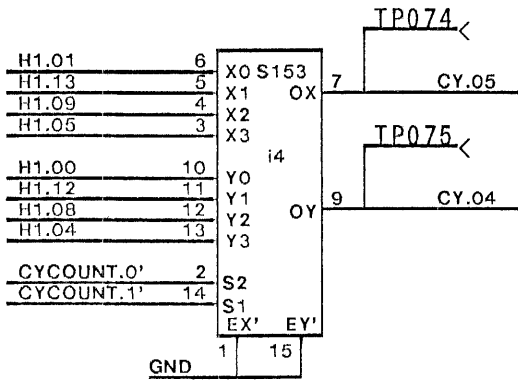 TP074
H1.01 6 X0 S153
H1.13 5 X1 OX 7 CY.05
H1.09 4 X2
H1.05 3 X3
TP075
i4
H1.00 10 Y0
H1.12 11 Y1
H1.08 12 Y2 OY 9 CY.04
H1.04 13 Y3
CYCOUNT.0' 2 S2
CYCOUNT.1' 14 S1
EX' EY'
1 15
GND